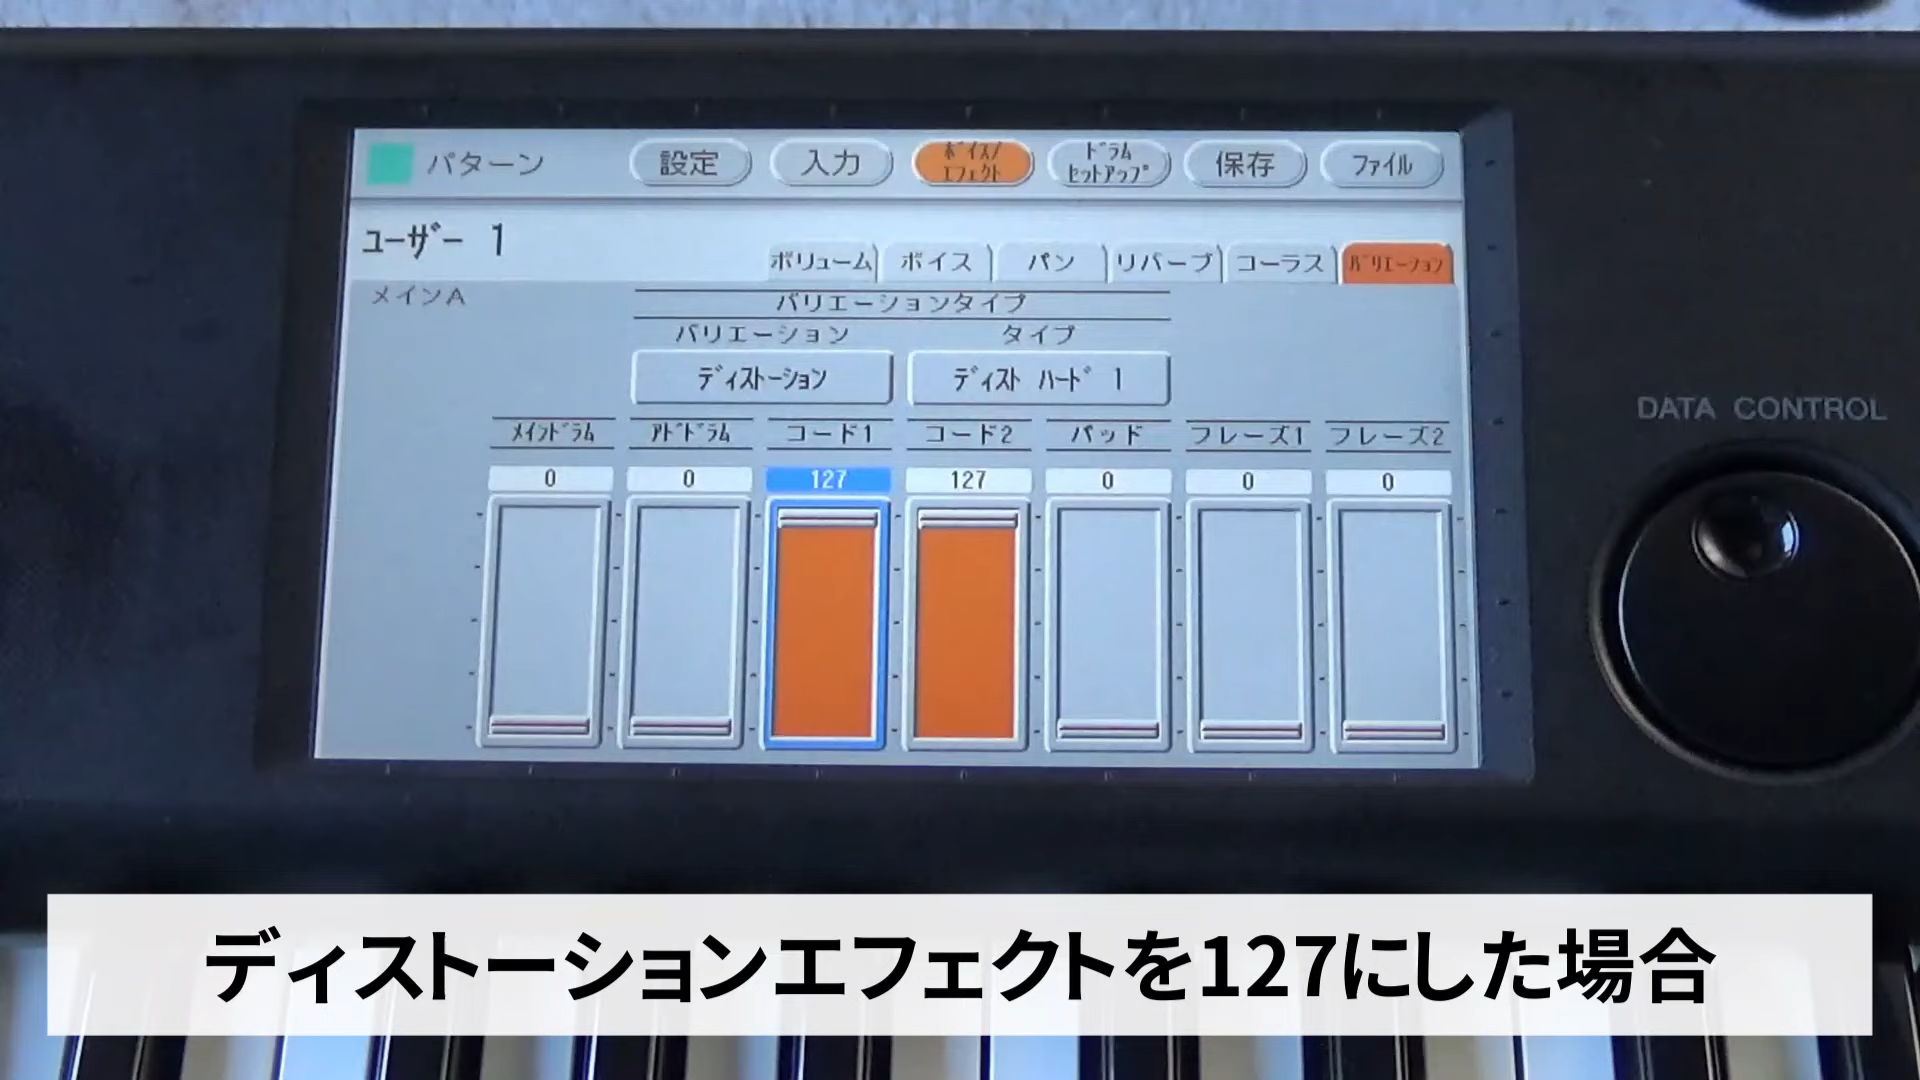 パターン
設定
入力
ボイス/
エフェクト
ドラム
セットアップ
保存
ファイル
ユーザー 1
ボリューム
ボイス
パン
リバーブ
コーラス
バリエーション
メインA
バリエーションタイプ
バリエーション
タイプ
ディストーション
ディスト ハード 1
メインドラム
アドドラム
コード1
コード2
パッド
フレーズ1
フレーズ2
0
0
127
127
0
0
0
DATA CONTROL
ディストーションエフェクトを127にした場合